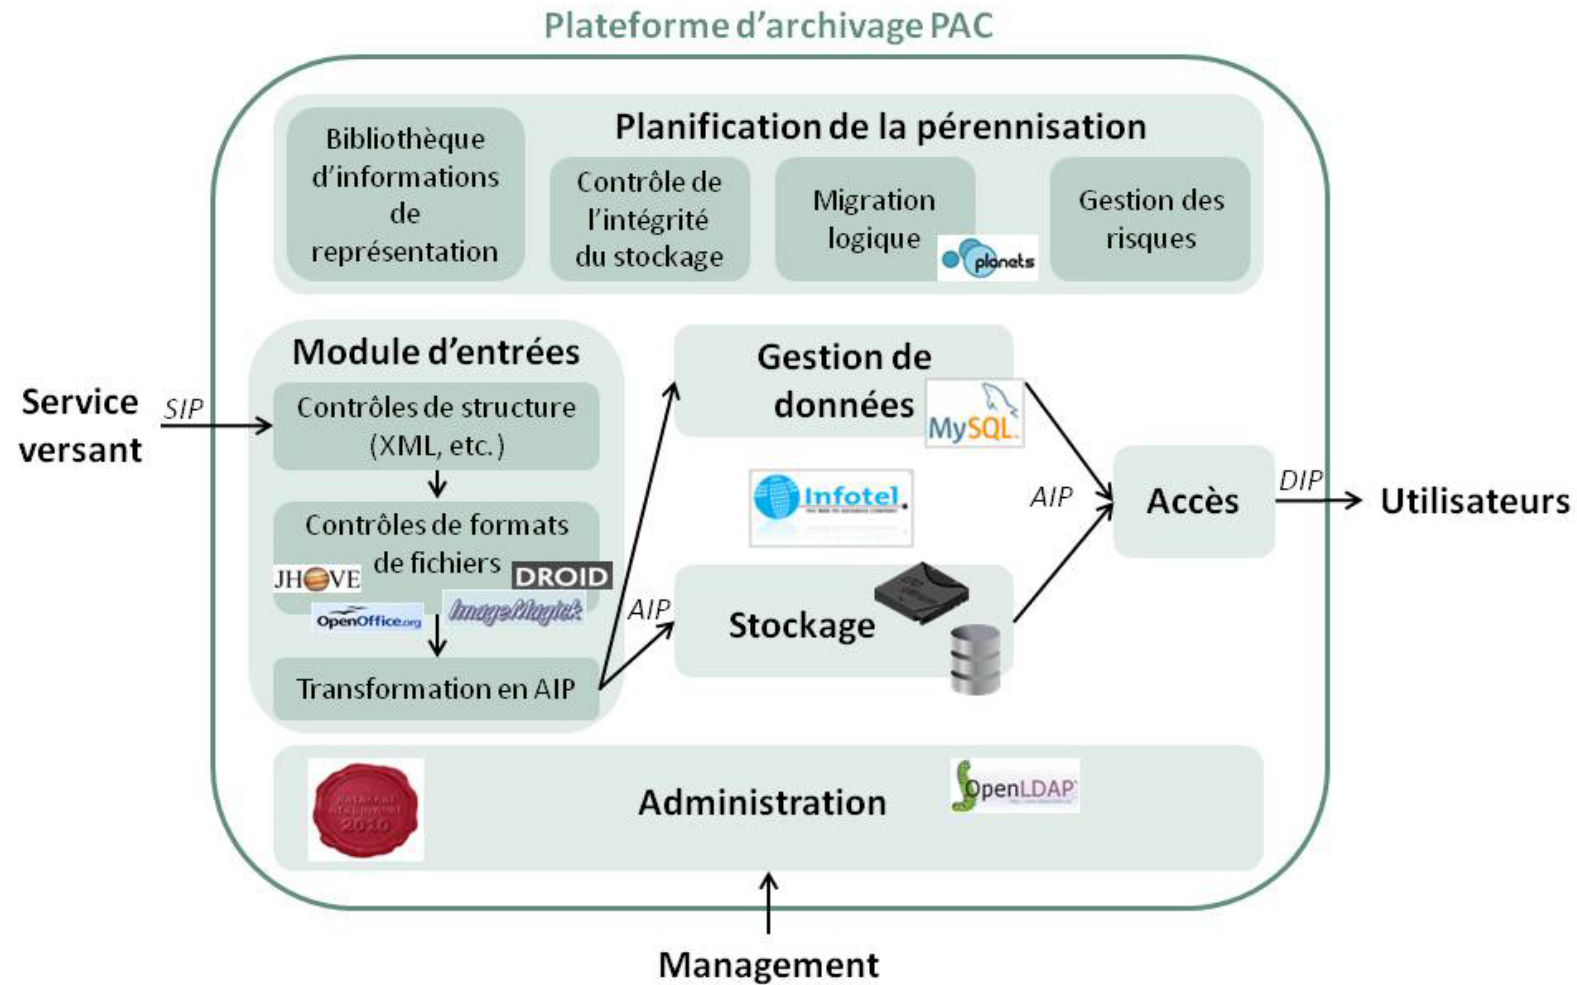 Plateforme d'archivage PAC
Planification de la pérennisation
Bibliothèque
d'informations
de
représentation
Contrôle de
l'intégrité
du stockage
Migration
logique
planets
Gestion des
risques
Module d'entrées
Service
versant
SIP
Contrôles de structure
(XML, etc.)
Contrôles de formats
de fichiers
JHOVE
DROID
OpenOffice.org
ImageMagick
Transformation en AIP
AIP
Gestion de
données
MySQL
Infotel
Stockage
AIP
Accès
DIP
Utilisateurs
2010
Administration
OpenLDAP
Management